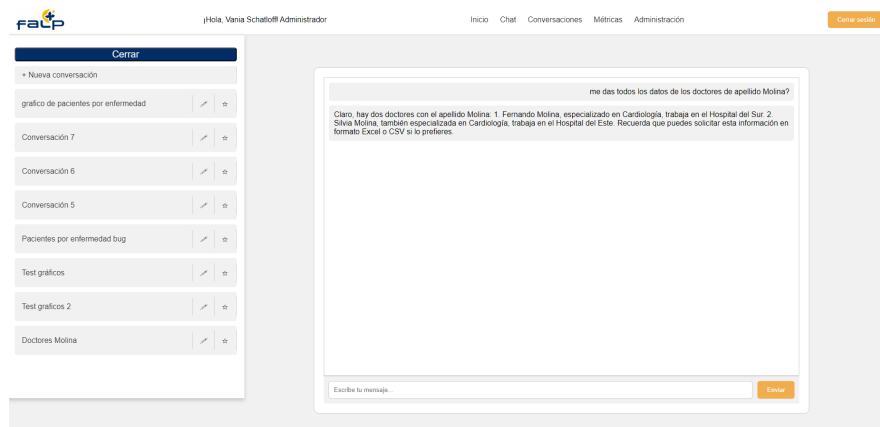 falp
¡Hola, Vania Schatloff! Administrador
Inicio Chat Conversaciones Métricas Administración
Cerrar sesión
Cerrar
+ Nueva conversación
grafico de pacientes por enfermedad
Conversación 7
Conversación 6
Conversación 5
Pacientes por enfermedad bug
Test gráficos
Test graficos 2
Doctores Molina
me das todos los datos de los doctores de apellido Molina?
Claro, hay dos doctores con el apellido Molina: 1. Fernando Molina, especializado en Cardiología, trabaja en el Hospital del Sur. 2.
Silvia Molina, también especializada en Cardiología, trabaja en el Hospital del Este. Recuerda que puedes solicitar esta información en
formato Excel o CSV si lo prefieres.
Escribe tu mensaje...
Enviar